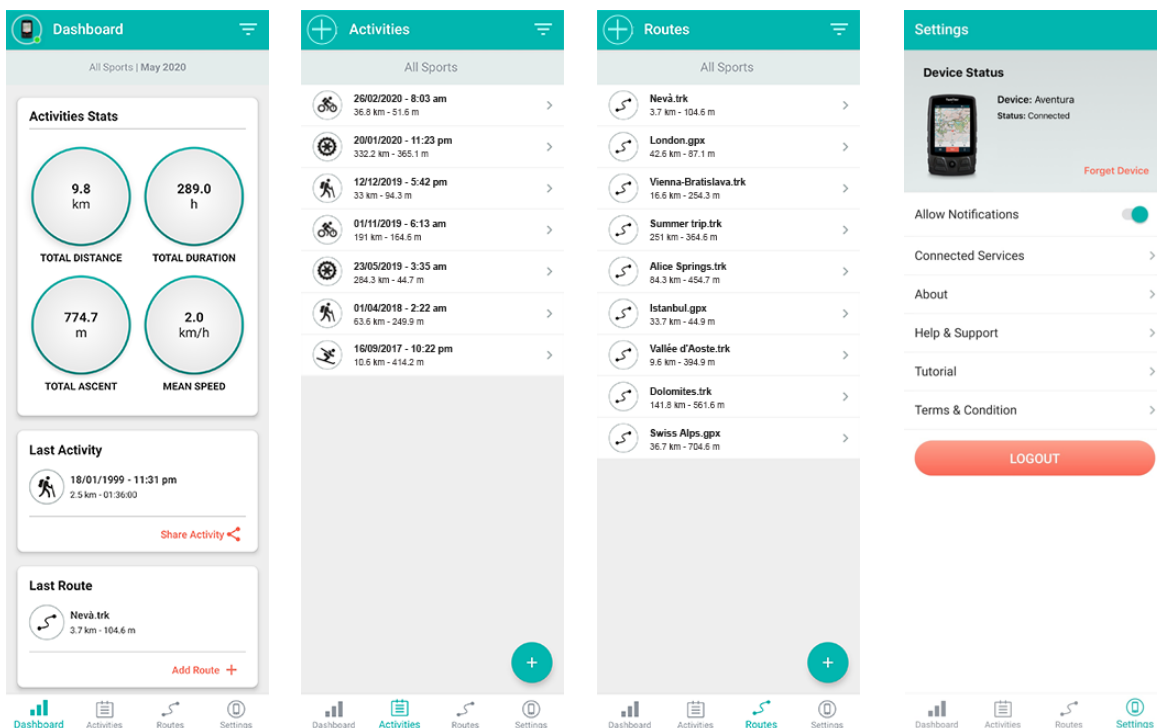 Dashboard
All Sports | May 2020
Activities Stats
9.8
km
289.0
h
TOTAL DISTANCE
TOTAL DURATION
774.7
m
2.0
km/h
TOTAL ASCENT
MEAN SPEED
Last Activity
18/01/1999 - 11:31 pm
2.5 km - 01:36:00
Share Activity
Last Route
Nevà.trk
3.7 km - 104.6 m
Add Route +
Dashboard
Activities
Routes
Settings
Activities
All Sports
26/02/2020 - 8:03 am
36.8 km - 51.6 m
20/01/2020 - 11:23 pm
332.2 km - 365.1 m
12/12/2019 - 5:42 pm
33 km - 94.3 m
01/11/2019 - 6:13 am
191 km - 164.6 m
23/05/2019 - 3:35 am
284.3 km - 44.7 m
01/04/2018 - 2:22 am
63.6 km - 249.9 m
16/09/2017 - 10:22 pm
10.6 km - 414.2 m
Dashboard
Activities
Routes
Settings
Routes
All Sports
Nevà.trk
3.7 km - 104.6 m
London.gpx
42.6 km - 87.1 m
Vienna-Bratislava.trk
16.6 km - 254.3 m
Summer trip.trk
251 km - 364.6 m
Alice Springs.trk
84.3 km - 454.7 m
Istanbul.gpx
33.7 km - 44.9 m
Vallée d'Aoste.trk
9.6 km - 394.9 m
Dolomites.trk
141.8 km - 561.6 m
Swiss Alps.gpx
36.7 km - 704.6 m
Dashboard
Activities
Routes
Settings
Settings
Device Status
Device: Aventura
Status: Connected
Forget Device
Allow Notifications
Connected Services
About
Help & Support
Tutorial
Terms & Condition
LOGOUT
Dashboard
Activities
Routes
Settings